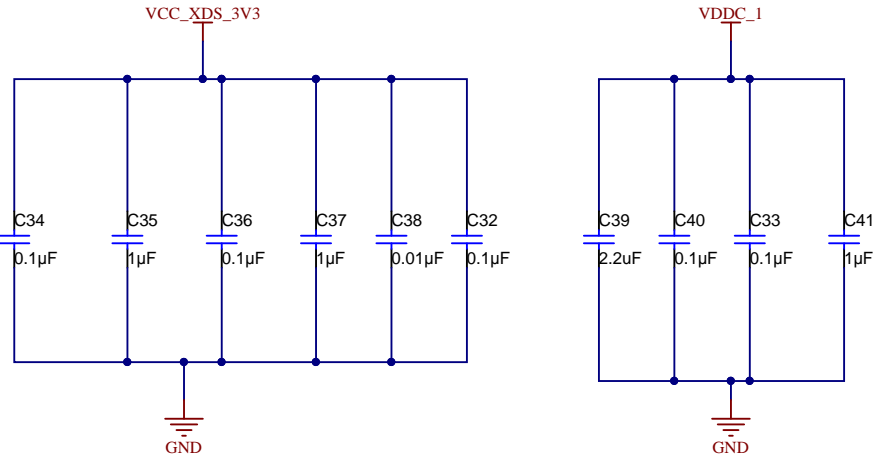 VCC_XDS_3V3
VDDC_1
C34
C35
C36
C37
C38
C32
C39
C40
C33
C41
0.1µF
1µF
0.1µF
1µF
0.01µF
0.1µF
2.2uF
0.1µF
0.1µF
1µF
GND
GND